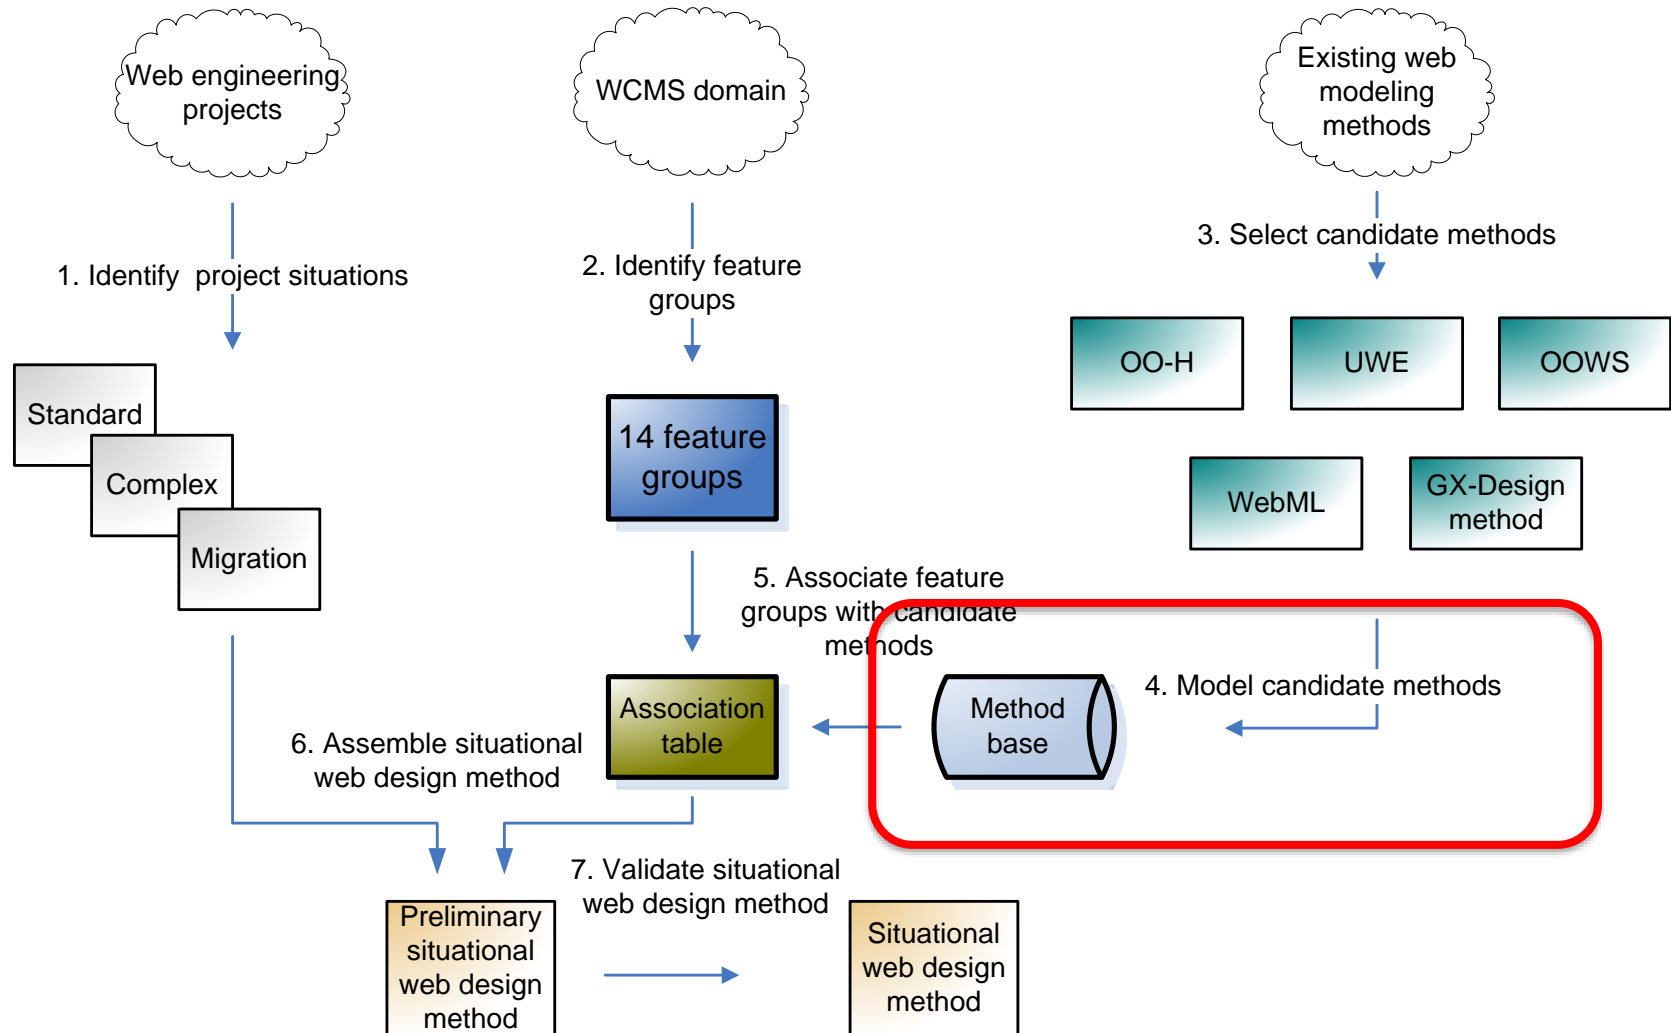 Web engineering
projects
WCMS domain
Existing web
modeling
methods
1. Identify  project situations
2. Identify feature
groups
3. Select candidate methods
Standard
Complex
Migration
14 feature
groups
OO-H
UWE
OOWS
WebML
GX-Design
method
5. Associate feature
groups with candidate
methods
4. Model candidate methods
Association
table
Method
base
6. Assemble situational
web design method
7. Validate situational
web design method
Preliminary
situational
web design
method
Situational
web design
method